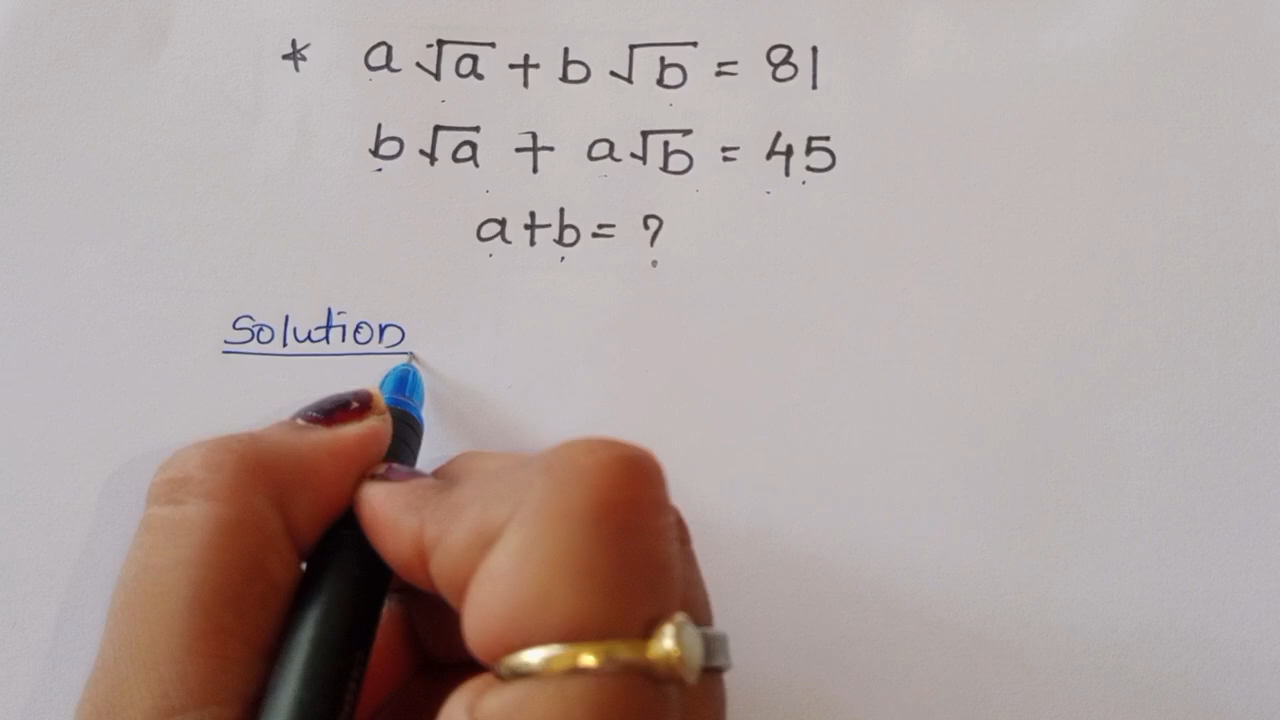 * a√a + b√b = 81
b√a + a√b = 45
a+b= ?
Solution